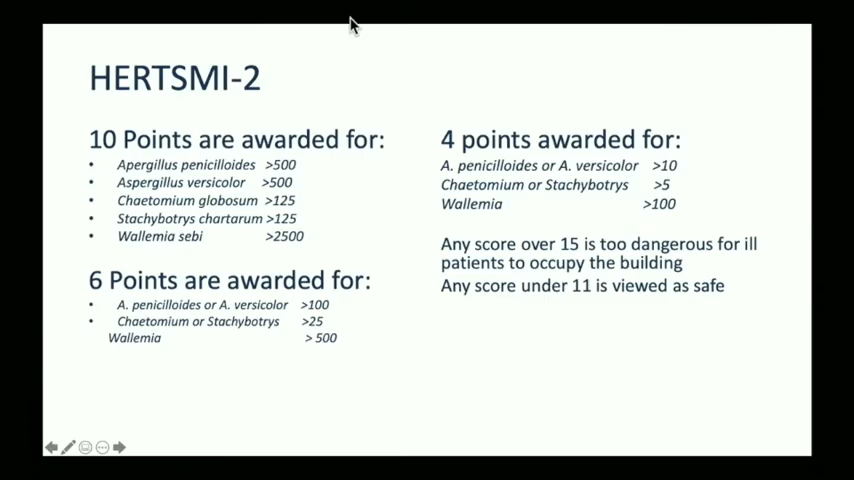 HERTSMI-2
10 Points are awarded for:
• Apergillus penicilloides >500
• Aspergillus versicolor >500
• Chaetomium globosum >125
• Stachybotrys chartarum >125
• Wallemia sebi >2500
6 Points are awarded for:
• A. penicilloides or A. versicolor >100
• Chaetomium or Stachybotrys >25
Wallemia > 500
4 points awarded for:
A. penicilloides or A. versicolor >10
Chaetomium or Stachybotrys >5
Wallemia >100
Any score over 15 is too dangerous for ill
patients to occupy the building
Any score under 11 is viewed as safe